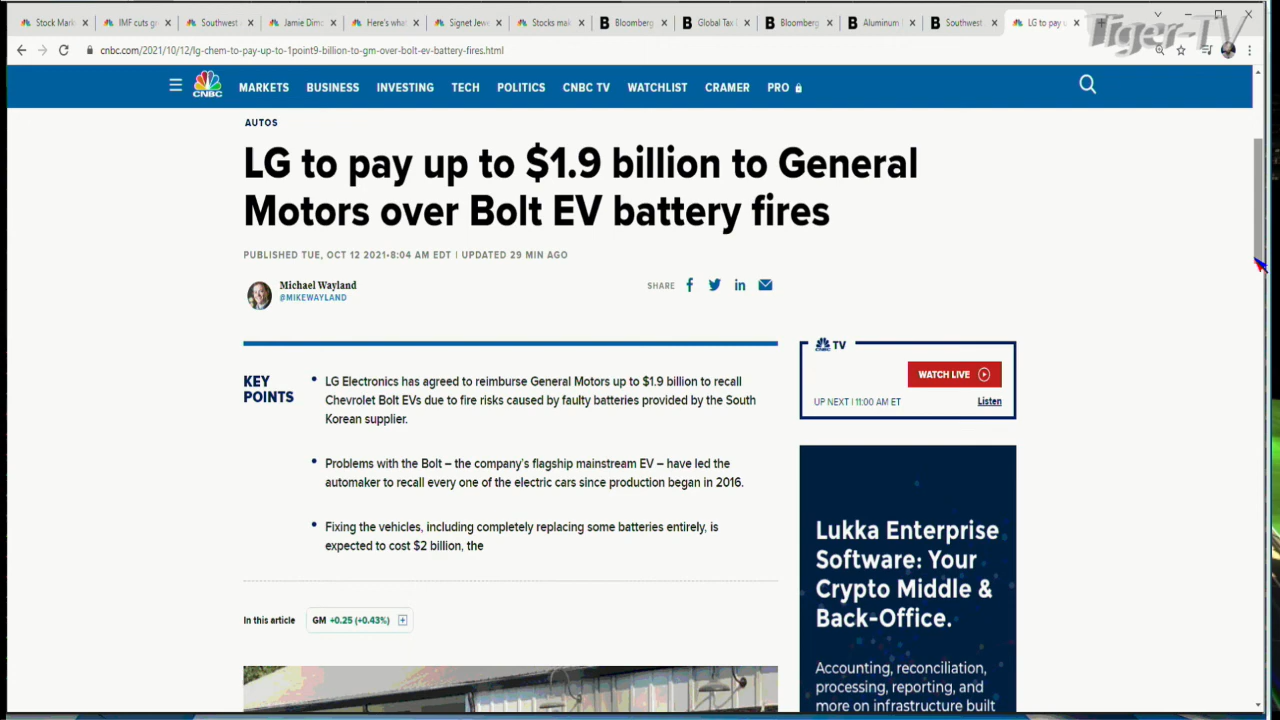 Stock Mark
IMF cuts gr
Southwest
Jamie Dim
Here's what
Signet Jew
Stocks mak
Bloomberg
Global Tax
Bloomberg
Aluminum
Southwest
LG to pay u
Tiger-TV
cnbc.com/2021/10/12/lg-chem-to-pay-up-to-1point9-billion-to-gm-over-bolt-ev-battery-fires.html
CNBC
MARKETS BUSINESS INVESTING TECH POLITICS CNBC TV WATCHLIST CRAMER PRO
AUTOS
LG to pay up to $1.9 billion to General
Motors over Bolt EV battery fires
PUBLISHED TUE, OCT 12 2021•8:04 AM EDT | UPDATED 29 MIN AGO
Michael Wayland
@MIKEWAYLAND
SHARE
KEY
POINTS
• LG Electronics has agreed to reimburse General Motors up to $1.9 billion to recall
Chevrolet Bolt EVs due to fire risks caused by faulty batteries provided by the South
Korean supplier.
• Problems with the Bolt – the company's flagship mainstream EV – have led the
automaker to recall every one of the electric cars since production began in 2016.
• Fixing the vehicles, including completely replacing some batteries entirely, is
expected to cost $2 billion, the
In this article
GM +0.25 (+0.43%)
CNBC TV
WATCH LIVE
UP NEXT | 11:00 AM ET
Listen
Lukka Enterprise
Software: Your
Crypto Middle &
Back-Office.
Accounting, reconciliation,
processing, reporting, and
more on infrastructure built